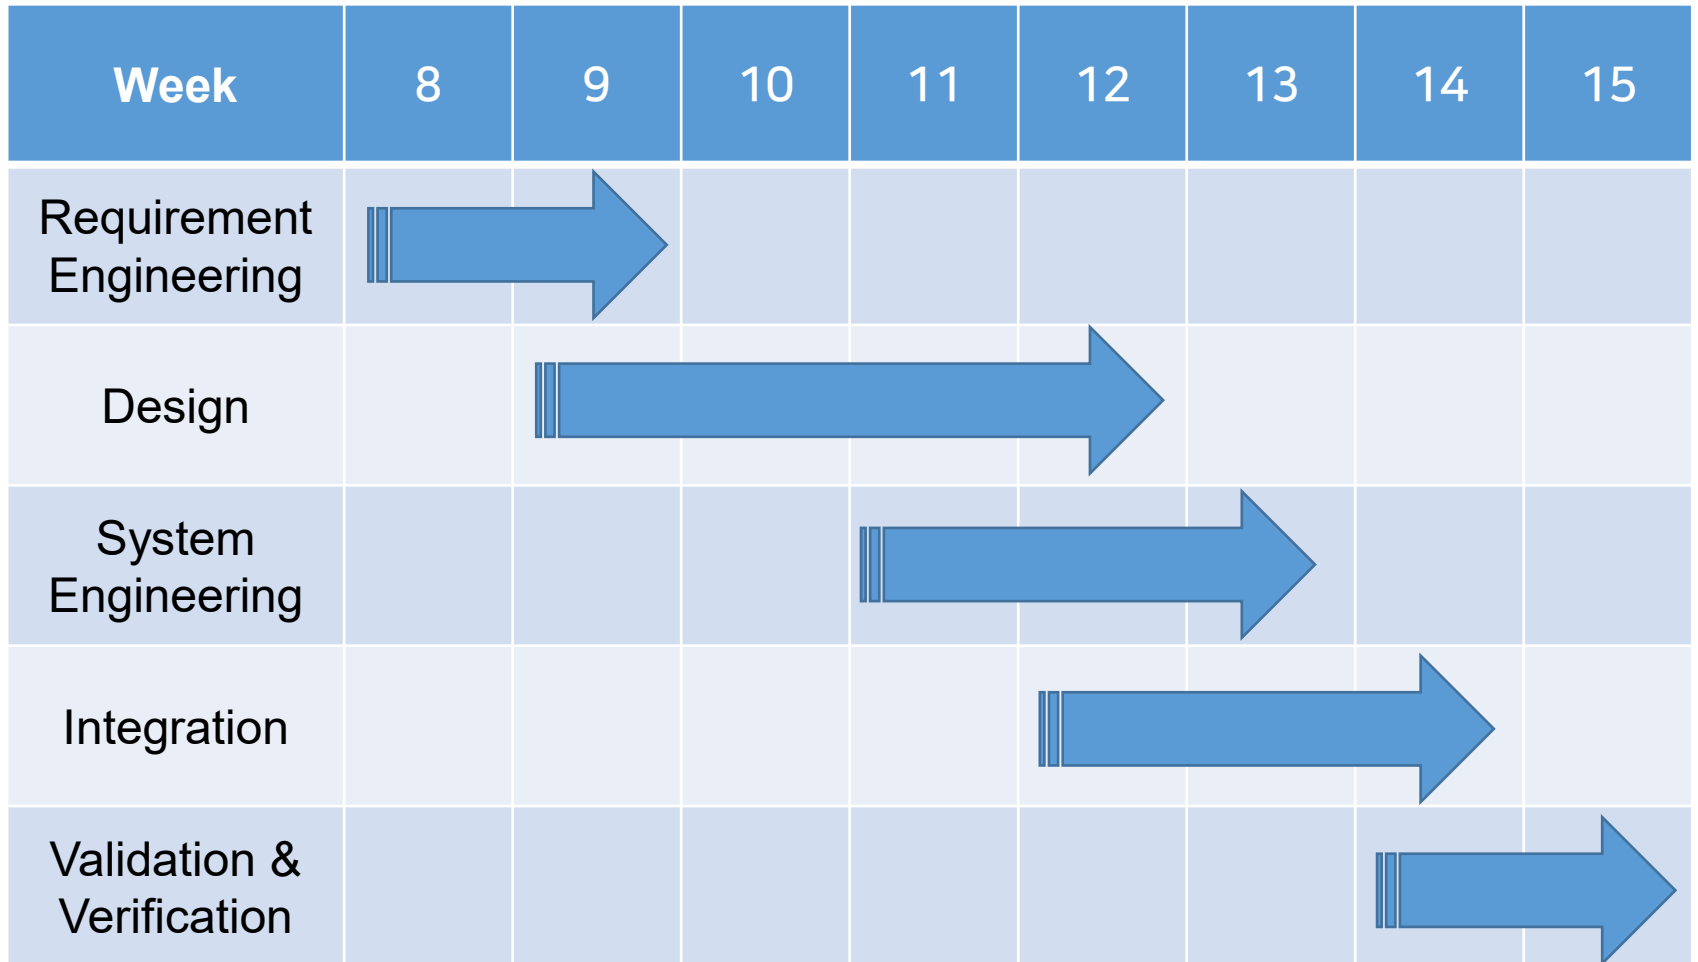 Week 8 9 10 11 12 13 14 15
Requirement
Engineering
Design
System
Engineering
Integration
Validation &
Verification